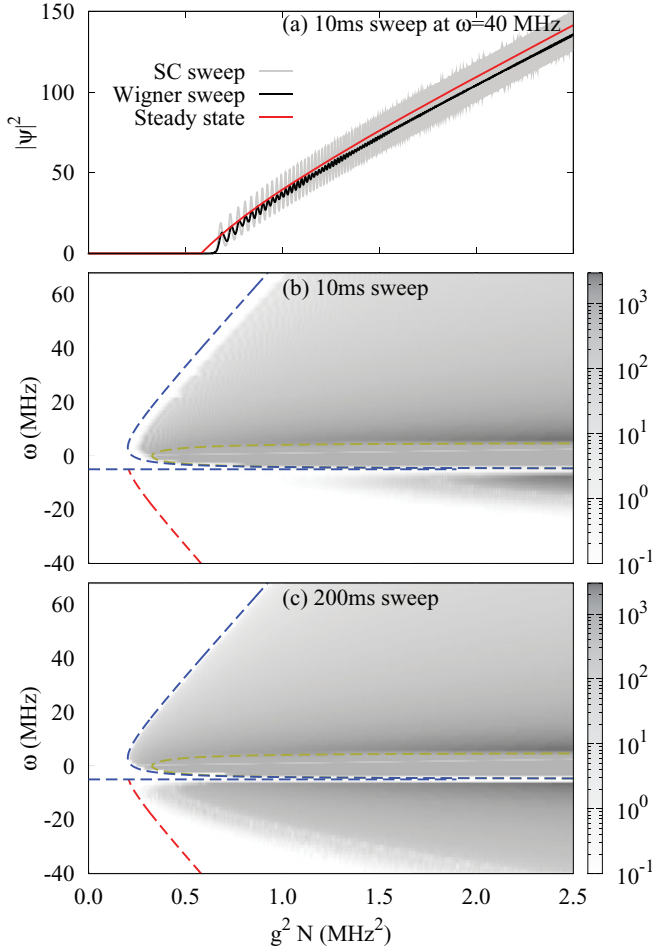 (a) 10ms sweep at ω=40 MHz
150
100
50
0
|ψ|²
SC sweep
Wigner sweep
Steady state
(b) 10ms sweep
60
40
20
0
-20
-40
ω (MHz)
10³
10²
10¹
10⁰
10⁻¹
(c) 200ms sweep
60
40
20
0
-20
-40
ω (MHz)
10³
10²
10¹
10⁰
10⁻¹
0.0 0.5 1.0 1.5 2.0 2.5
g² N (MHz²)